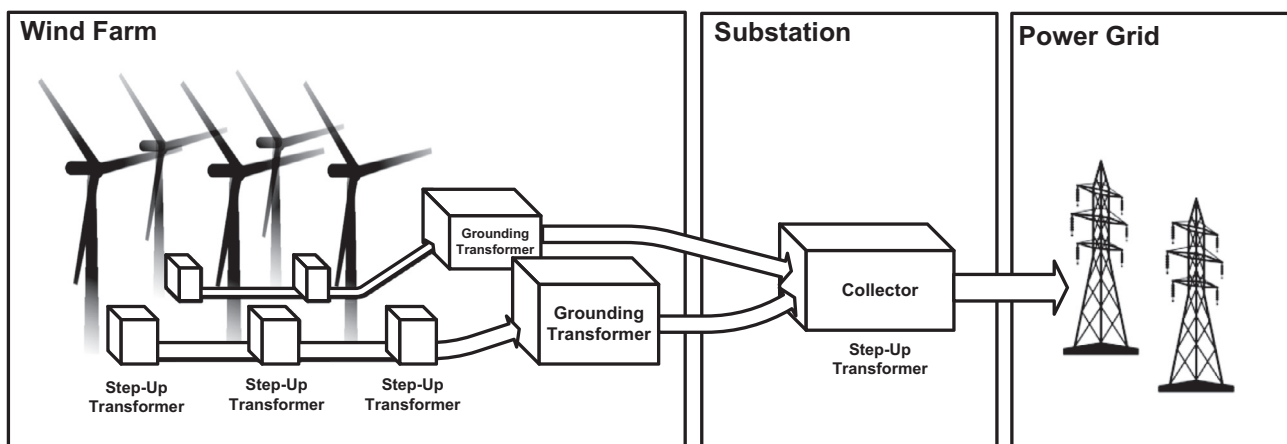 Wind Farm
Substation
Power Grid
Grounding
Transformer
Grounding
Transformer
Collector
Step-Up
Transformer
Step-Up
Transformer
Step-Up
Transformer
Step-Up
Transformer